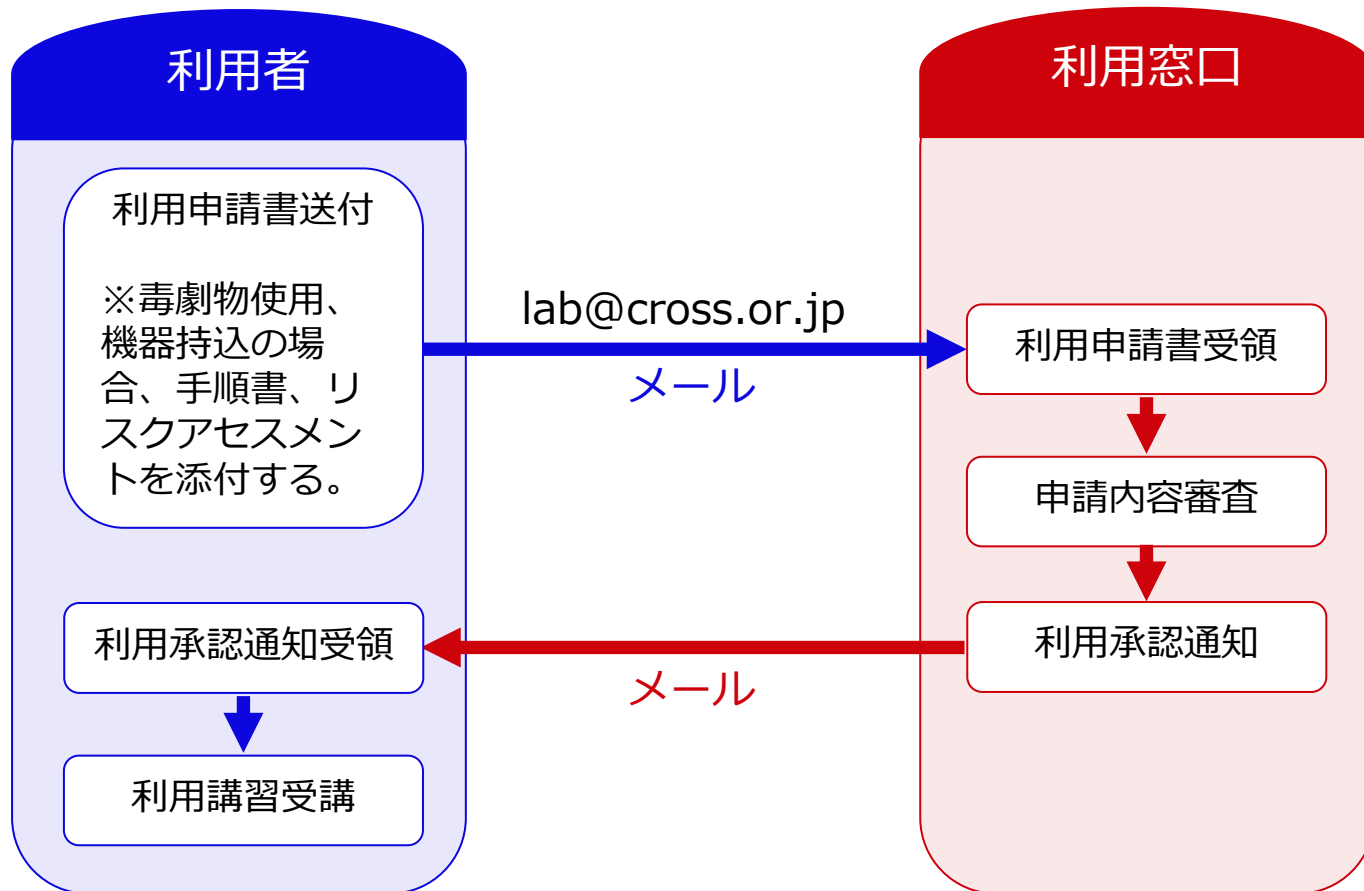 利用者
利用窓口
利用申請書送付
※毒劇物使用、
機器持込の場
合、手順書、リ
スクアセスメン
トを添付する。
lab@cross.or.jp
メール
利用申請書受領
申請内容審査
利用承認通知
メール
利用承認通知受領
利用講習受講